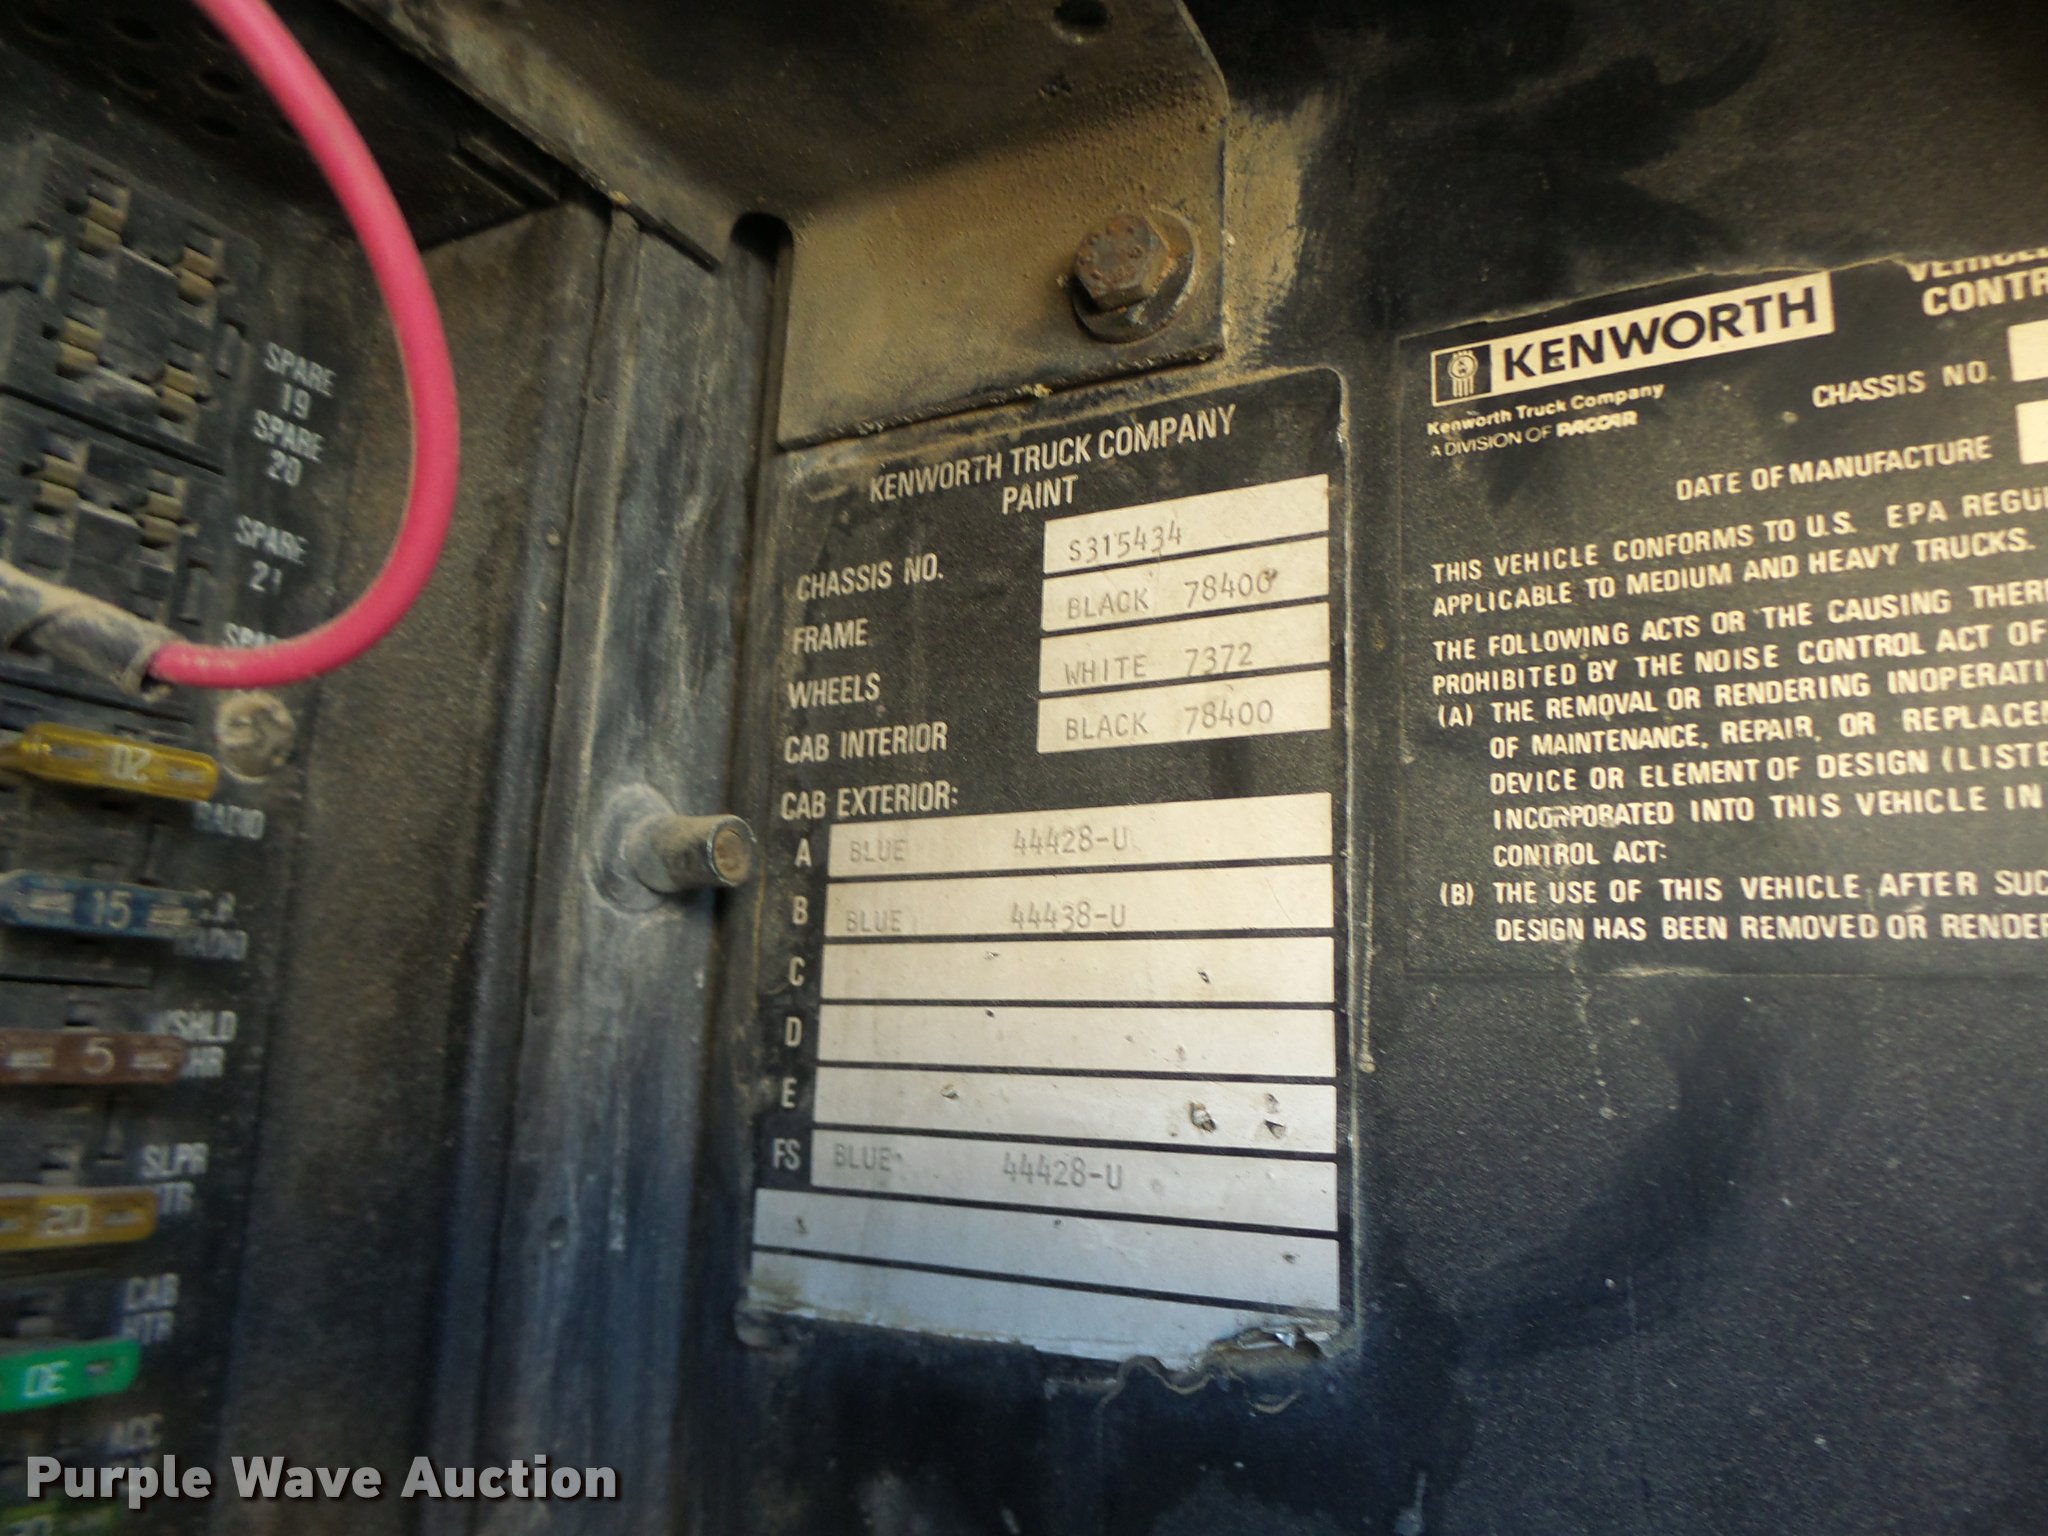 SPARE
19
SPARE
20
SPARE
21
20
RADIO
15
C.B.
RADIO
5
WSHLD
SLPR
20
CAB
30
ACC
KENWORTH TRUCK COMPANY
PAINT
CHASSIS NO. S315434
FRAME BLACK 78400
WHEELS WHITE 7372
CAB INTERIOR BLACK 78400
CAB EXTERIOR:
A BLUE 44428-U
B BLUE 44438-U
C
D
E
FS BLUE 44428-U
KENWORTH
Kenworth Truck Company
A DIVISION OF PACCAR
CONTR
CHASSIS NO.
DATE OF MANUFACTURE
THIS VEHICLE CONFORMS TO U.S. EPA REGU
APPLICABLE TO MEDIUM AND HEAVY TRUCKS.
THE FOLLOWING ACTS OR THE CAUSING THER
PROHIBITED BY THE NOISE CONTROL ACT OF
(A) THE REMOVAL OR RENDERING INOPERATI
OF MAINTENANCE, REPAIR, OR REPLACEM
DEVICE OR ELEMENT OF DESIGN (LISTE
INCORPORATED INTO THIS VEHICLE IN
CONTROL ACT:
(B) THE USE OF THIS VEHICLE AFTER SUC
DESIGN HAS BEEN REMOVED OR RENDER
Purple Wave Auction